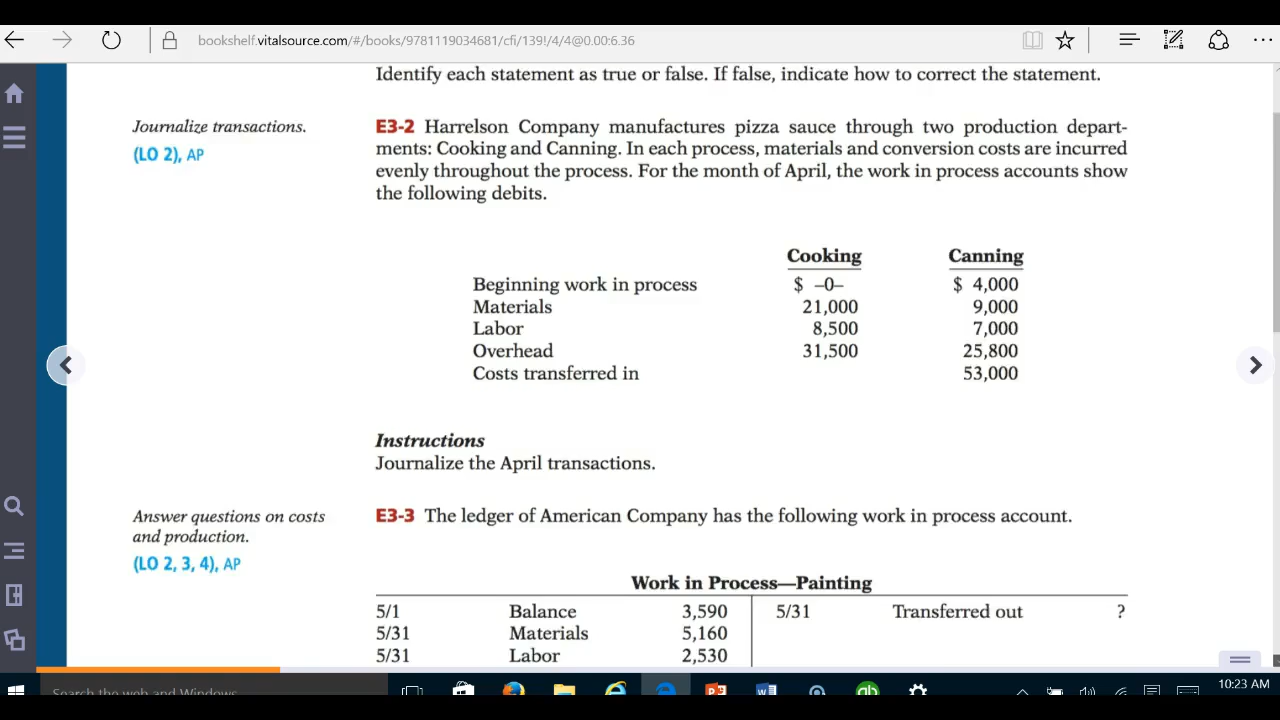 bookshelf.vitalsource.com/#/books/9781119034681/cfi/139!/4/4@0.00:6.36
Identify each statement as true or false. If false, indicate how to correct the statement.
Journalize transactions.
(LO 2), AP
E3-2 Harrelson Company manufactures pizza sauce through two production depart-
ments: Cooking and Canning. In each process, materials and conversion costs are incurred
evenly throughout the process. For the month of April, the work in process accounts show
the following debits.
Cooking Canning
Beginning work in process $ –0– $ 4,000
Materials 21,000 9,000
Labor 8,500 7,000
Overhead 31,500 25,800
Costs transferred in 53,000
Instructions
Journalize the April transactions.
Answer questions on costs
and production.
(LO 2, 3, 4), AP
E3-3 The ledger of American Company has the following work in process account.
Work in Process—Painting
5/1 Balance 3,590 5/31 Transferred out ?
5/31 Materials 5,160
5/31 Labor 2,530
Search the web and Windows
10:23 AM